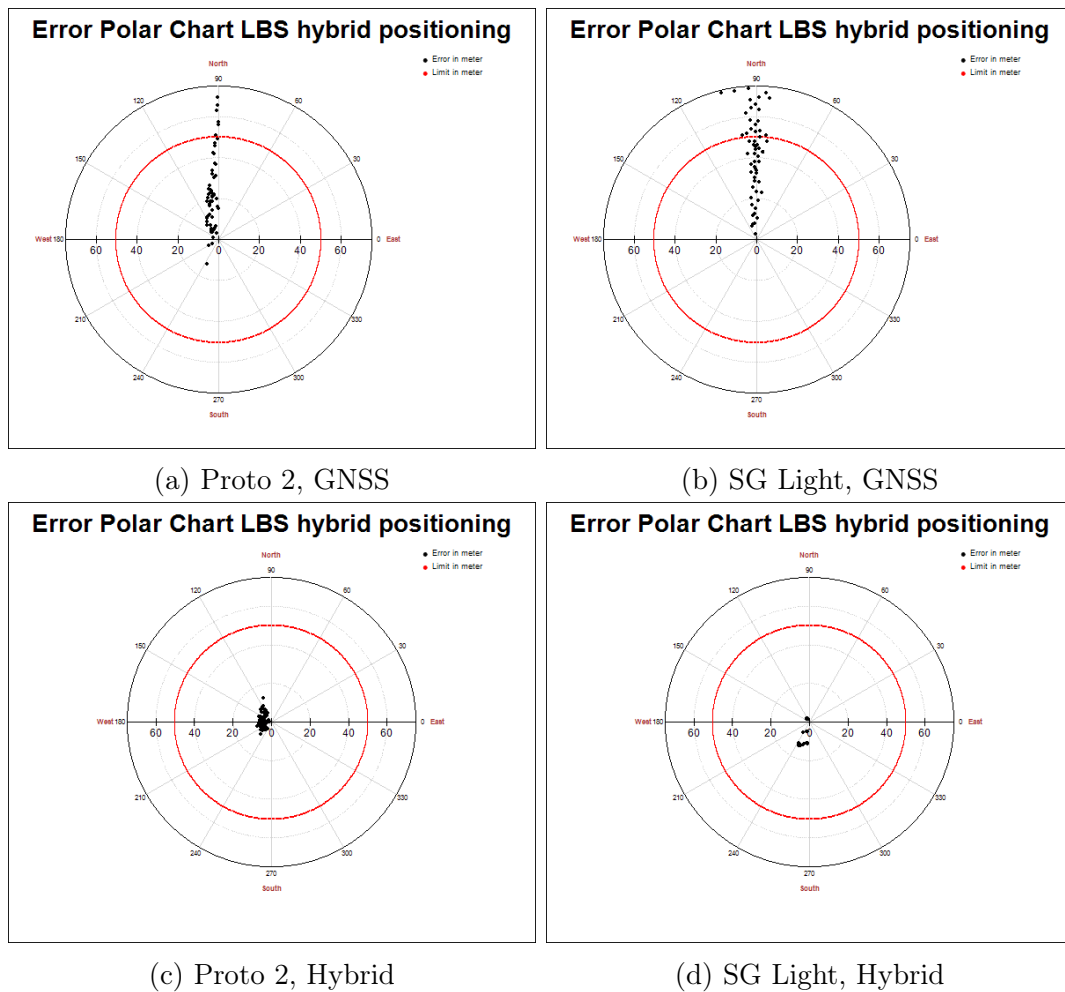 Error Polar Chart LBS hybrid positioning
Error in meter
Limit in meter
North
90
120 60
150 30
West 180 60 40 20 0 20 40 60 0 East
210 330
240 300
270
South
(a) Proto 2, GNSS
Error Polar Chart LBS hybrid positioning
Error in meter
Limit in meter
North
90
120 60
150 30
West 180 60 40 20 0 20 40 60 0 East
210 330
240 300
270
South
(b) SG Light, GNSS
Error Polar Chart LBS hybrid positioning
Error in meter
Limit in meter
North
90
120 60
150 30
West 180 60 40 20 0 20 40 60 0 East
210 330
240 300
270
South
(c) Proto 2, Hybrid
Error Polar Chart LBS hybrid positioning
Error in meter
Limit in meter
North
90
120 60
150 30
West 180 60 40 20 0 20 40 60 0 East
210 330
240 300
270
South
(d) SG Light, Hybrid